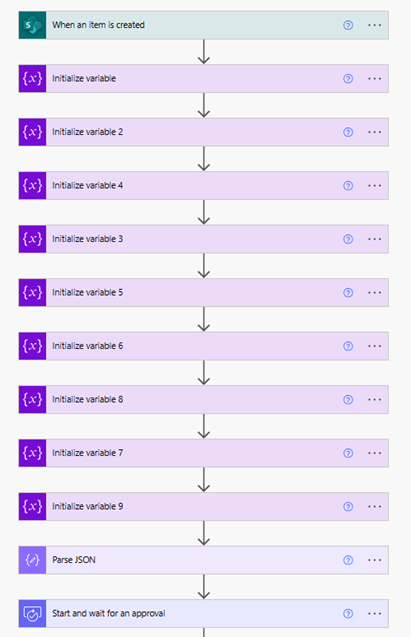 When an item is created
Initialize variable
Initialize variable 2
Initialize variable 4
Initialize variable 3
Initialize variable 5
Initialize variable 6
Initialize variable 8
Initialize variable 7
Initialize variable 9
Parse JSON
Start and wait for an approval